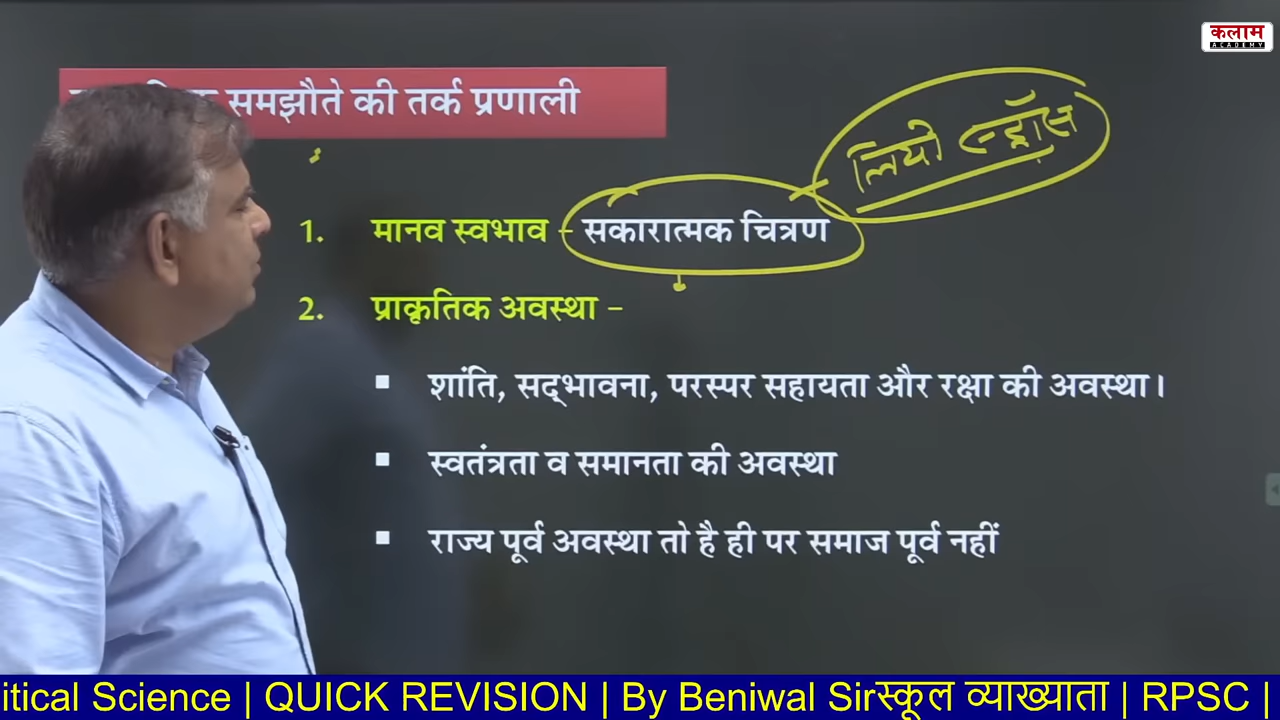 कलाम
ACADEMY
समझौते की तर्क प्रणाली
लियो स्ट्रॉस
1. मानव स्वभाव - सकारात्मक चित्रण
2. प्राकृतिक अवस्था –
▪ शांति, सद्भावना, परस्पर सहायता और रक्षा की अवस्था।
▪ स्वतंत्रता व समानता की अवस्था
▪ राज्य पूर्व अवस्था तो है ही पर समाज पूर्व नहीं
itical Science | QUICK REVISION | By Beniwal Sirस्कूल व्याख्याता | RPSC |